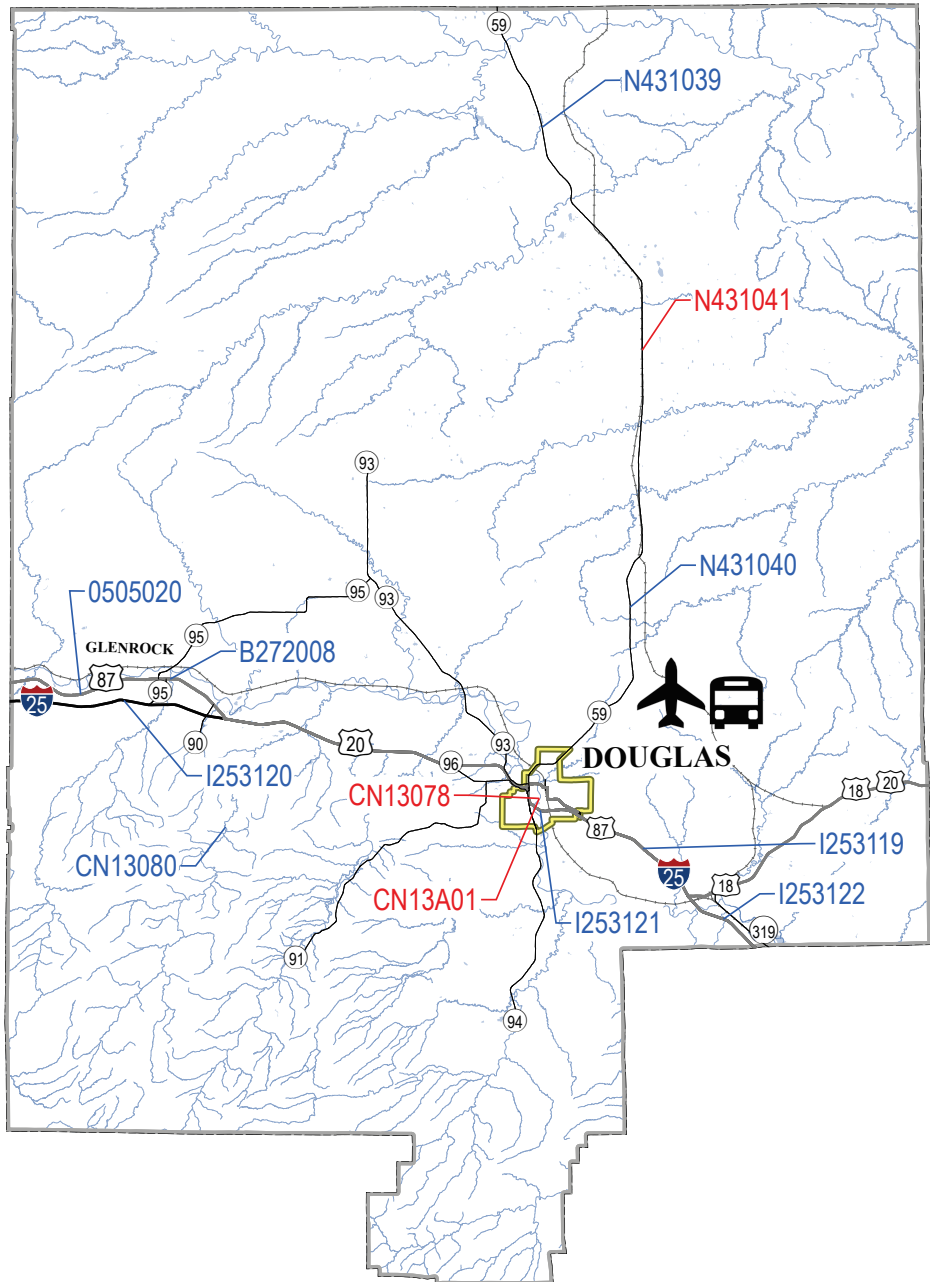 59
N431039
N431041
93
N431040
95
93
0505020
95
GLENROCK
B272008
87
95
25
59
90
93
DOUGLAS
20
96
I253120
18
20
CN13078
87
I253119
CN13080
25
18
CN13A01
I253122
I253121
319
91
94